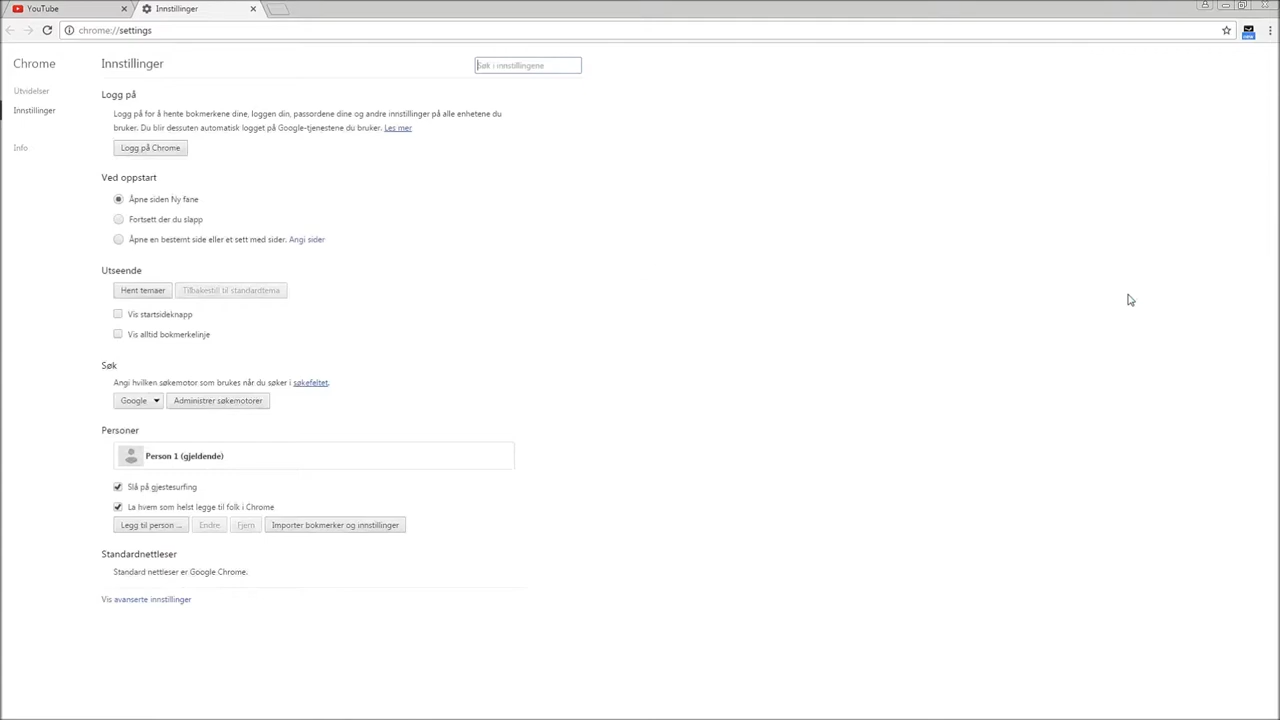 YouTube
Innstillinger
chrome://settings
new
Chrome
Innstillinger
Søk i innstillingene
Utvidelser
Innstillinger
Info
Logg på
Logg på for å hente bokmerkene dine, loggen din, passordene dine og andre innstillinger på alle enhetene du
bruker. Du blir dessuten automatisk logget på Google-tjenestene du bruker. Les mer
Logg på Chrome
Ved oppstart
Åpne siden Ny fane
Fortsett der du slapp
Åpne en bestemt side eller et sett med sider. Angi sider
Utseende
Hent temaer
Tilbakestill til standardtema
Vis startsideknapp
Vis alltid bokmerkelinje
Søk
Angi hvilken søkemotor som brukes når du søker i søkefeltet.
Google
Administrer søkemotorer
Personer
Person 1 (gjeldende)
Slå på gjestesurfing
La hvem som helst legge til folk i Chrome
Legg til person ...
Endre
Fjern
Importer bokmerker og innstillinger
Standardnettleser
Standard nettleser er Google Chrome.
Vis avanserte innstillinger